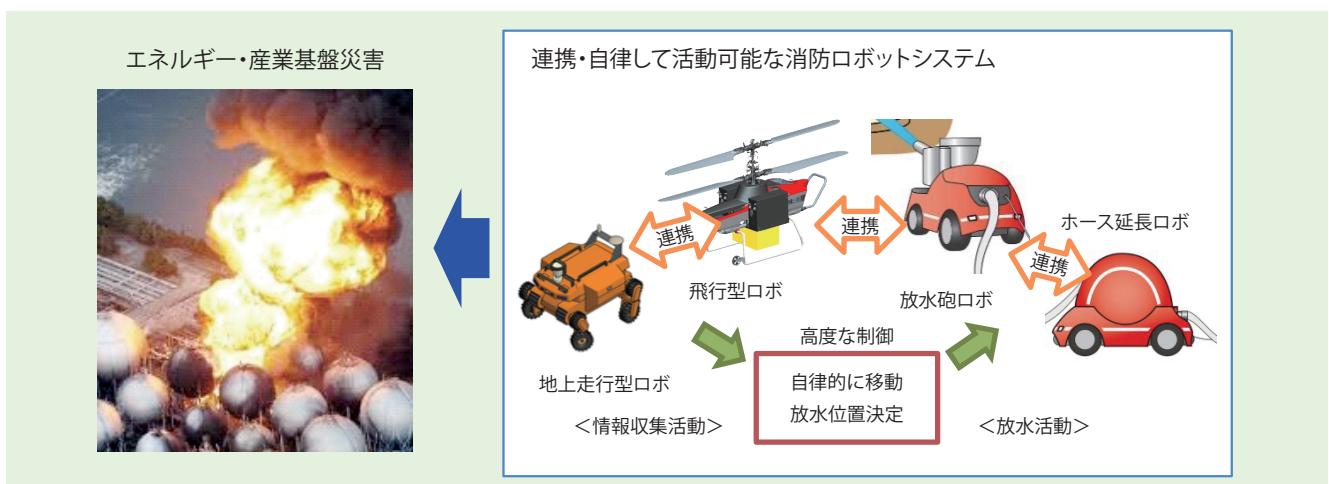 エネルギー・産業基盤災害
連携・自律して活動可能な消防ロボットシステム
連携
連携
ホース延長ロボ
連携
飛行型ロボ
放水砲ロボ
高度な制御
地上走行型ロボ
自律的に移動
放水位置決定
＜情報収集活動＞
＜放水活動＞